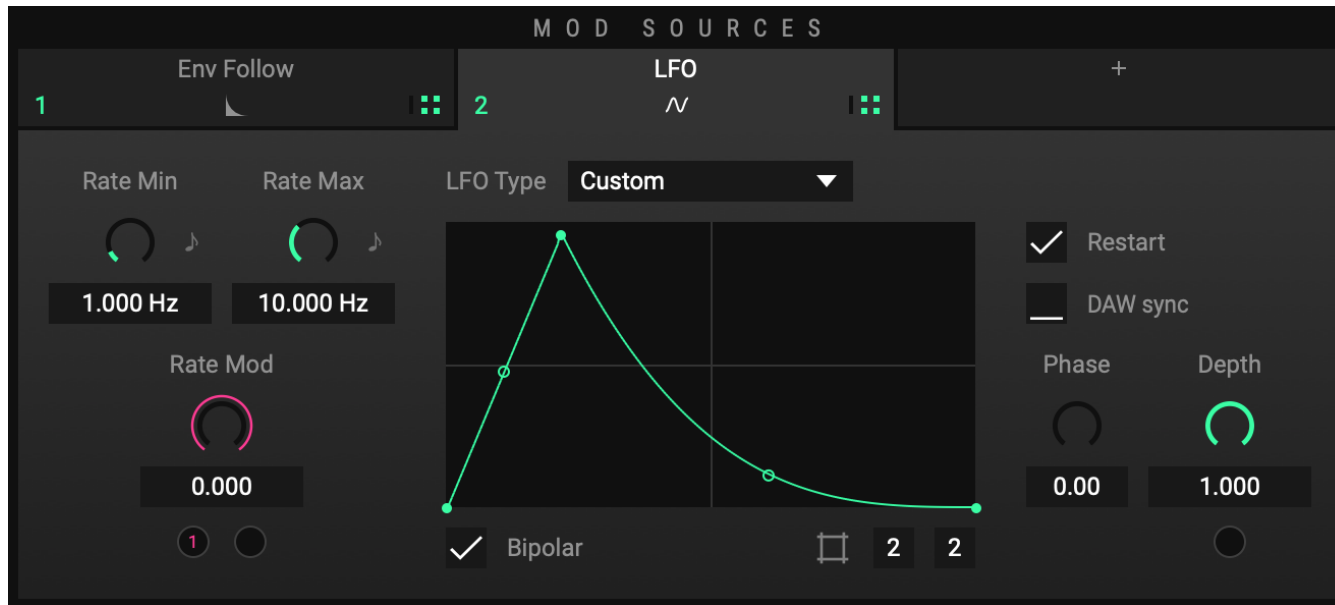 MOD SOURCES
Env Follow
LFO
+
1
2
Rate Min
Rate Max
LFO Type
Custom
Restart
1.000 Hz
10.000 Hz
DAW sync
Rate Mod
Phase
Depth
0.000
0.00
1.000
1
Bipolar
2
2